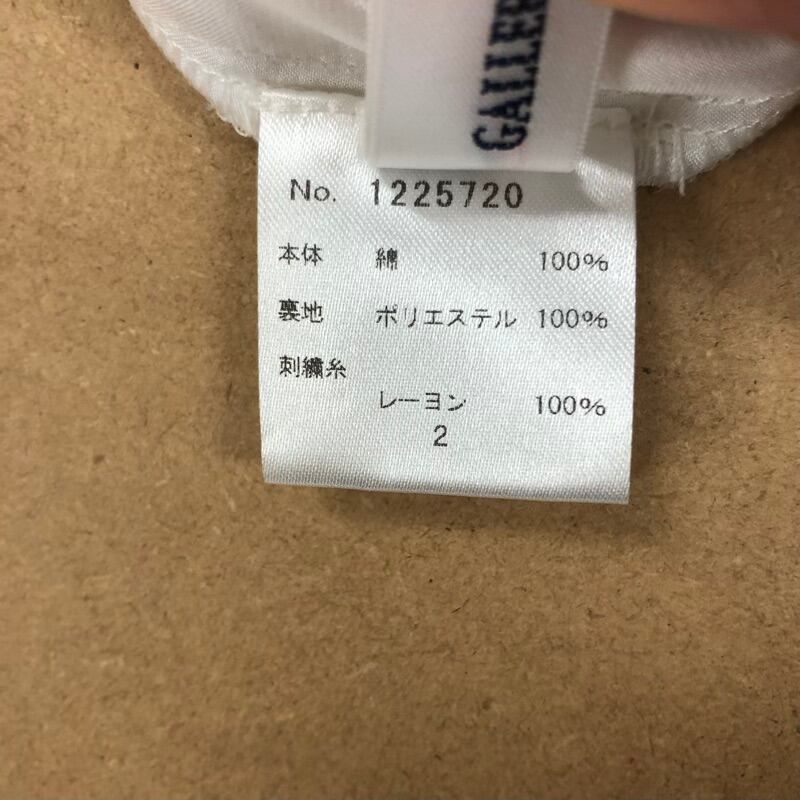 GALLER
No. 1225720
本体 綿 100%
裏地 ポリエステル 100%
刺繍糸
レーヨン 100%
2